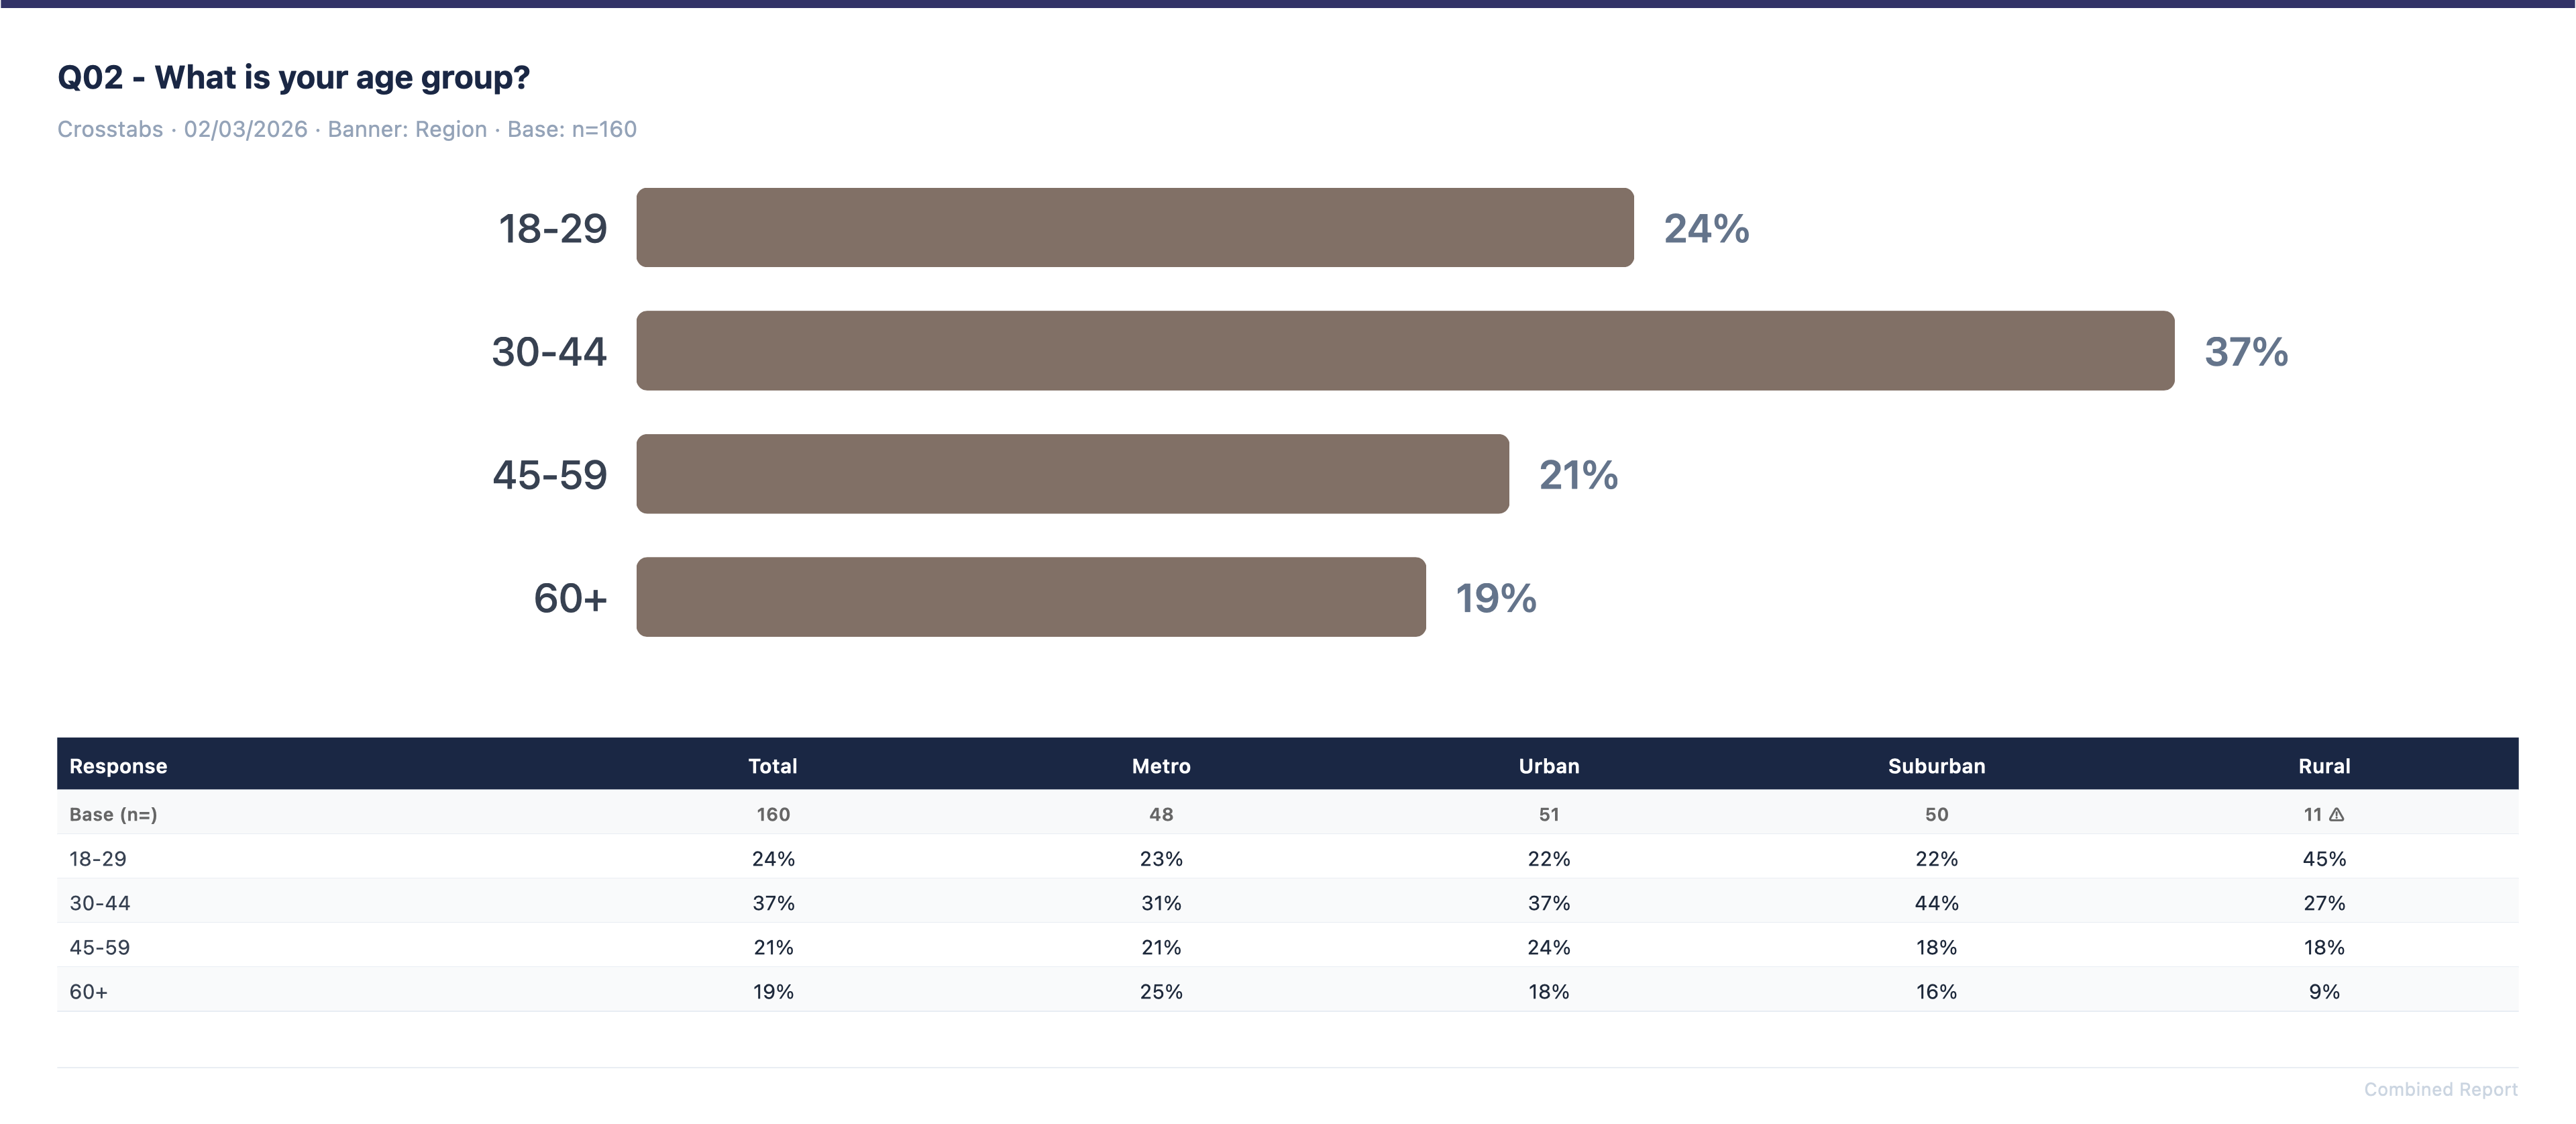 Q02 - What is your age group?
Crosstabs · 02/03/2026 · Banner: Region · Base: n=160
18-29 24%
30-44 37%
45-59 21%
60+ 19%
Response Total Metro Urban Suburban Rural
Base (n=) 160 48 51 50 11 ⚠
18-29 24% 23% 22% 22% 45%
30-44 37% 31% 37% 44% 27%
45-59 21% 21% 24% 18% 18%
60+ 19% 25% 18% 16% 9%
Combined Report